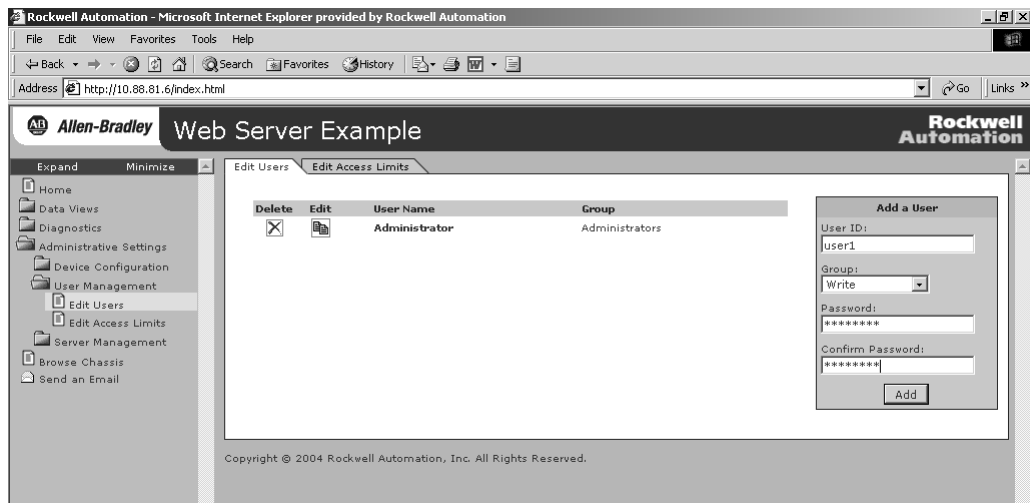 Rockwell Automation - Microsoft Internet Explorer provided by Rockwell Automation
File Edit View Favorites Tools Help
Back Search Favorites History
Address http://10.88.81.6/index.html Go Links »
AB Allen-Bradley Web Server Example Rockwell Automation
Expand Minimize
Home
Data Views
Diagnostics
Administrative Settings
Device Configuration
User Management
Edit Users
Edit Access Limits
Server Management
Browse Chassis
Send an Email
Edit Users Edit Access Limits
Delete Edit User Name Group
Administrator Administrators
Add a User
User ID:
user1
Group:
Write
Password:
********
Confirm Password:
********
Add
Copyright © 2004 Rockwell Automation, Inc. All Rights Reserved.